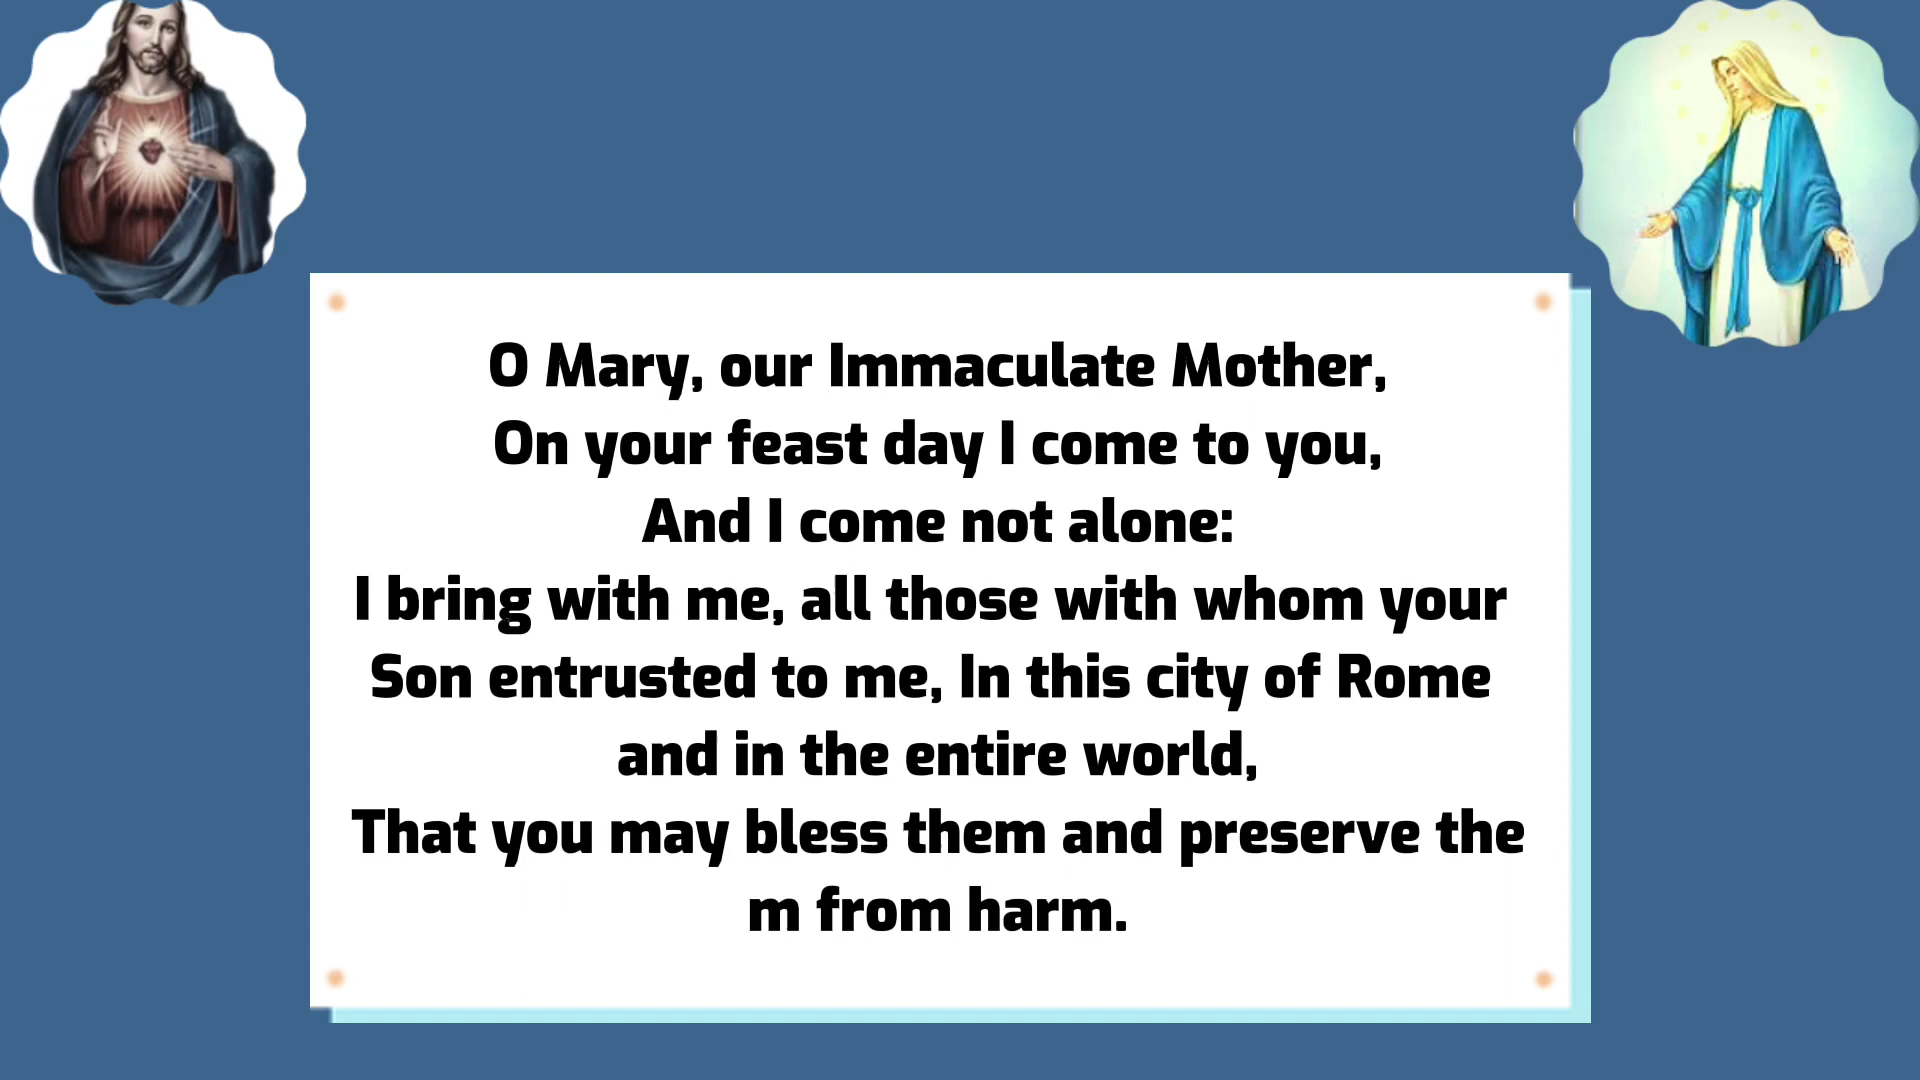 O Mary, our Immaculate Mother,
On your feast day I come to you,
And I come not alone:
I bring with me, all those with whom your
Son entrusted to me, In this city of Rome
and in the entire world,
That you may bless them and preserve the
m from harm.